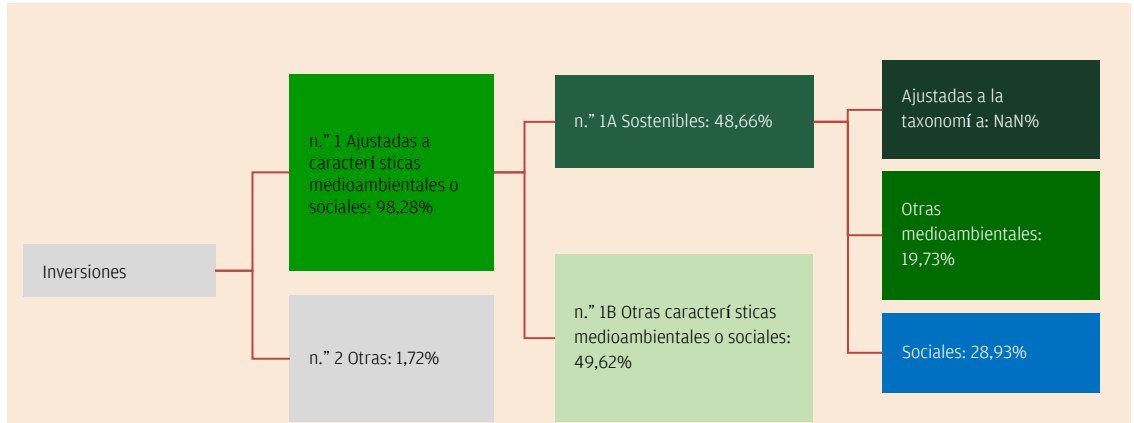 Inversiones
n.” 1 Ajustadas a
caracterí sticas
medioambientales o
sociales: 98,28%
n.” 2 Otras: 1,72%
n.” 1A Sostenibles: 48,66%
n.” 1B Otras caracterí sticas
medioambientales o sociales:
49,62%
Ajustadas a la
taxonomí a: NaN%
Otras
medioambientales:
19,73%
Sociales: 28,93%